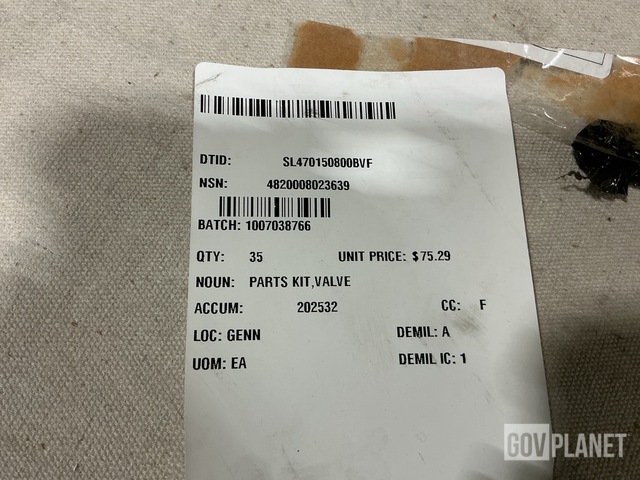 DTID: SL470150800BVF
NSN: 4820008023639
BATCH: 1007038766
QTY: 35 UNIT PRICE: $75.29
NOUN: PARTS KIT,VALVE
ACCUM: 202532 CC: F
LOC: GENN DEMIL: A
UOM: EA DEMIL IC: 1
GOVPLANET